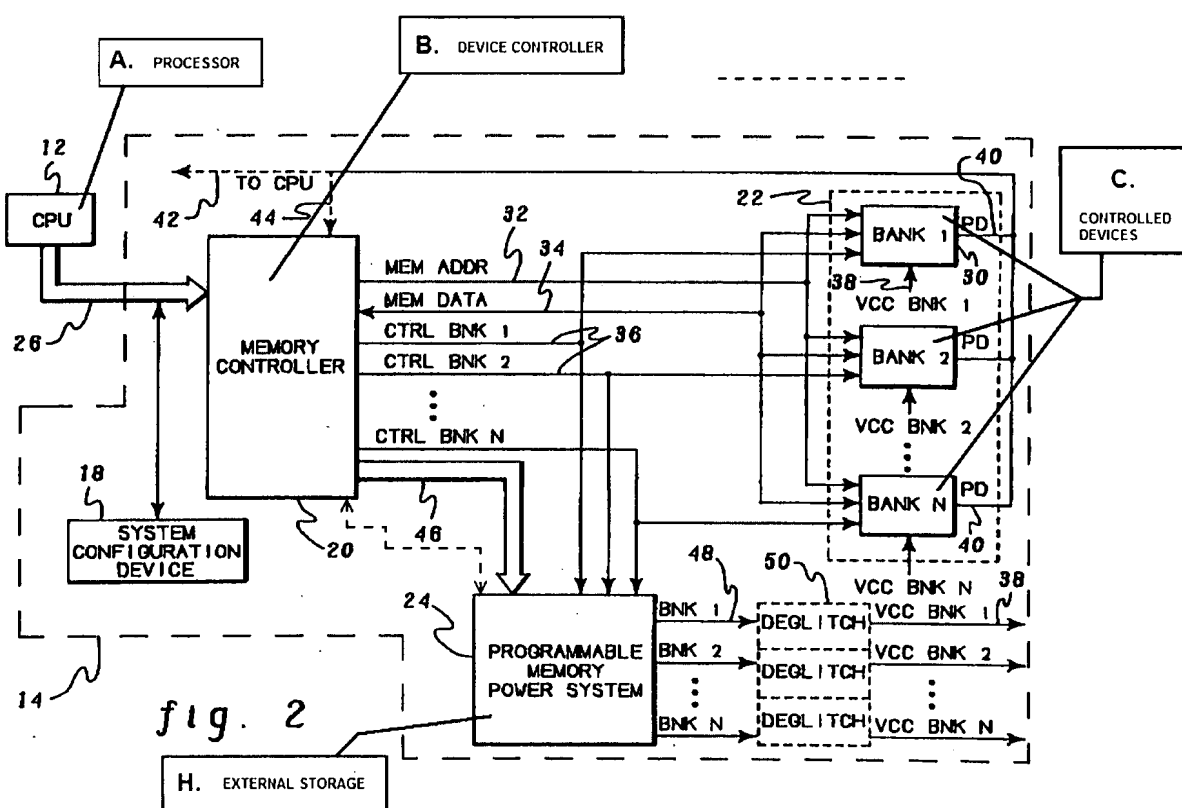 A. PROCESSOR
B. DEVICE CONTROLLER
C.
CONTROLLED
DEVICES
12
CPU
42
TO CPU
44
32
34
22
40
BANK 1
PD
30
38
VCC BNK 1
26
MEMORY
CONTROLLER
MEM ADDR
MEM DATA
CTRL BNK 1
CTRL BNK 2
36
BANK 2
PD
VCC BNK 2
CTRL BNK N
BANK N
PD
40
18
SYSTEM
CONFIGURATION
DEVICE
20
46
VCC BNK N
24
PROGRAMMABLE
MEMORY
POWER SYSTEM
48
50
38
BNK 1
DEGLITCH
VCC BNK 1
BNK 2
DEGLITCH
VCC BNK 2
BNK N
DEGLITCH
VCC BNK N
14
fig. 2
H. EXTERNAL STORAGE